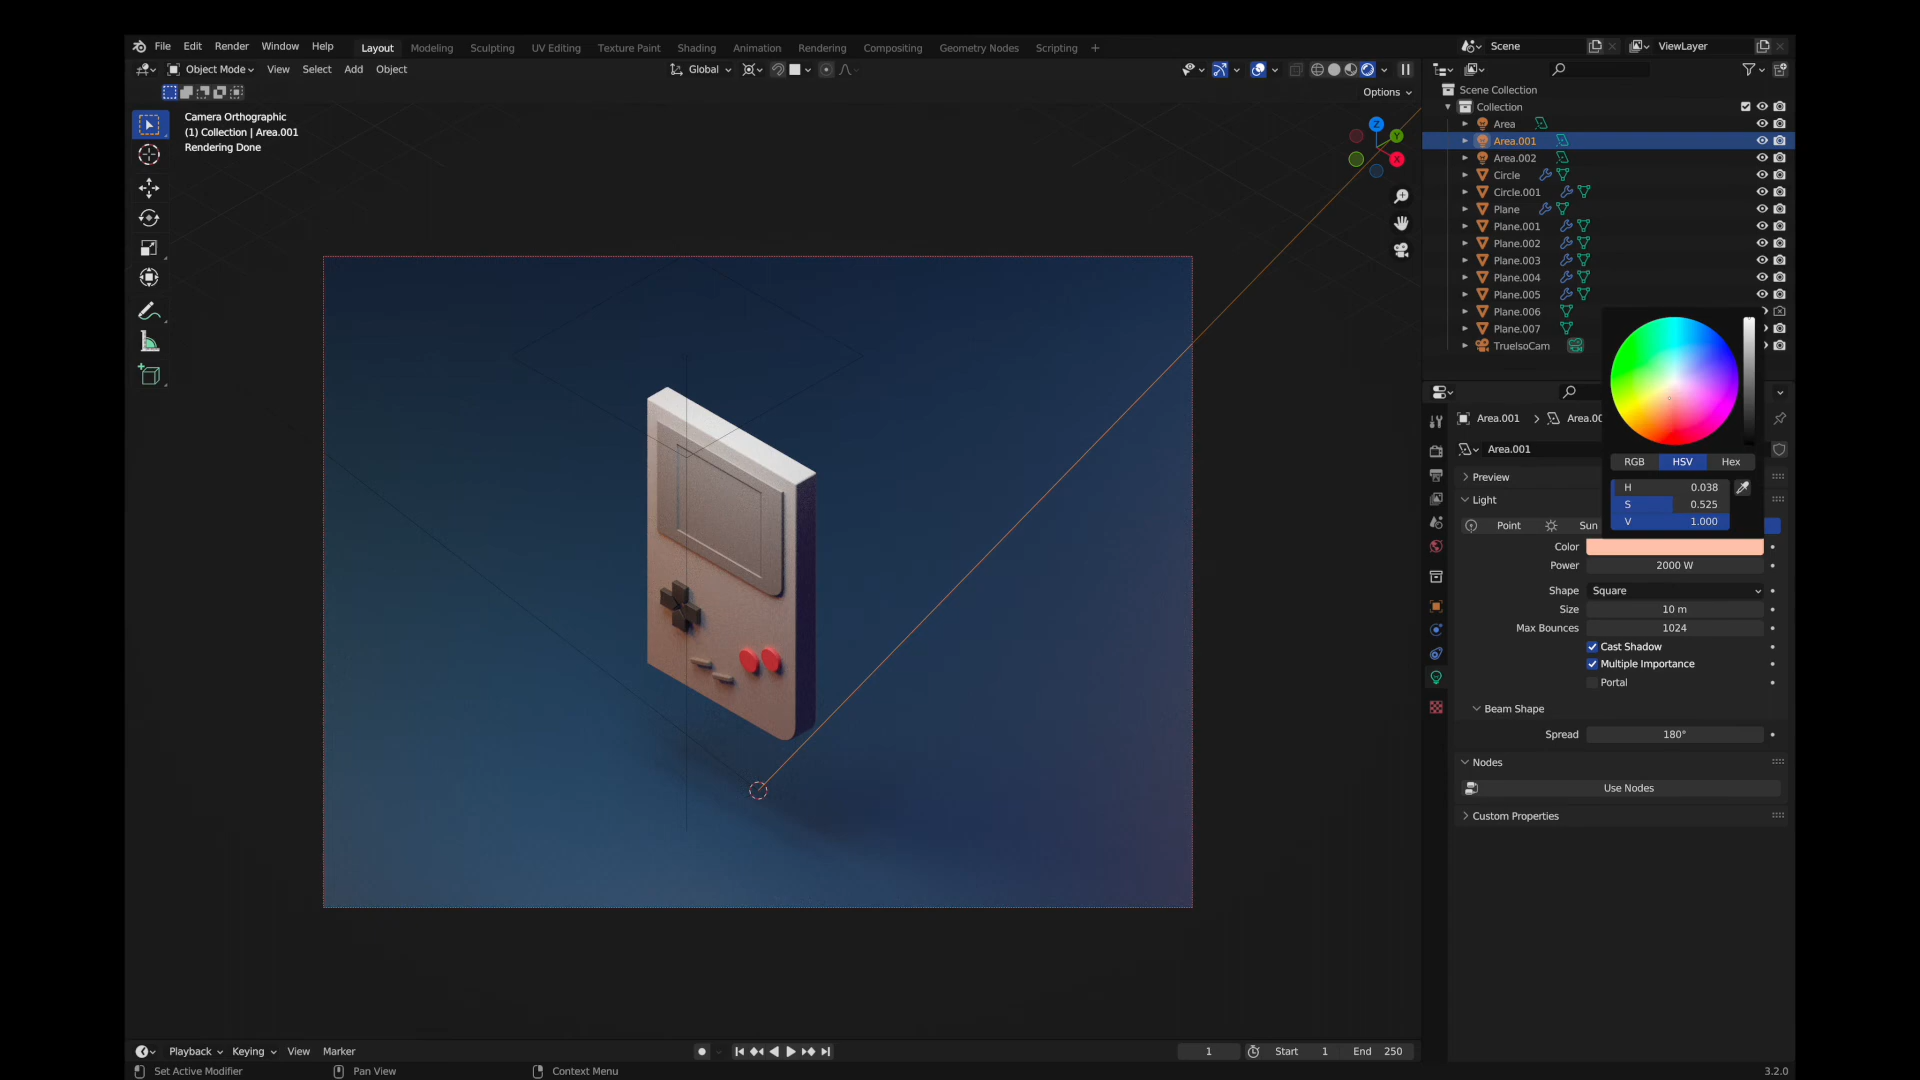 File Edit Render Window Help Layout Modeling Sculpting UV Editing Texture Paint Shading Animation Rendering Compositing Geometry Nodes Scripting + Scene ViewLayer
Object Mode View Select Add Object Global
Options
Camera Orthographic
(1) Collection | Area.001
Rendering Done
Z
Y
X
Scene Collection
Collection
Area
Area.001
Area.002
Circle
Circle.001
Plane
Plane.001
Plane.002
Plane.003
Plane.004
Plane.005
Plane.006
Plane.007
TrueIsoCam
Area.001 > Area.00
Area.001
RGB HSV Hex
H 0.038
S 0.525
V 1.000
Preview
Light
Point Sun
Color
Power 2000 W
Shape Square
Size 10 m
Max Bounces 1024
Cast Shadow
Multiple Importance
Portal
Beam Shape
Spread 180°
Nodes
Use Nodes
Custom Properties
Playback Keying View Marker 1 Start 1 End 250
Set Active Modifier Pan View Context Menu 3.2.0